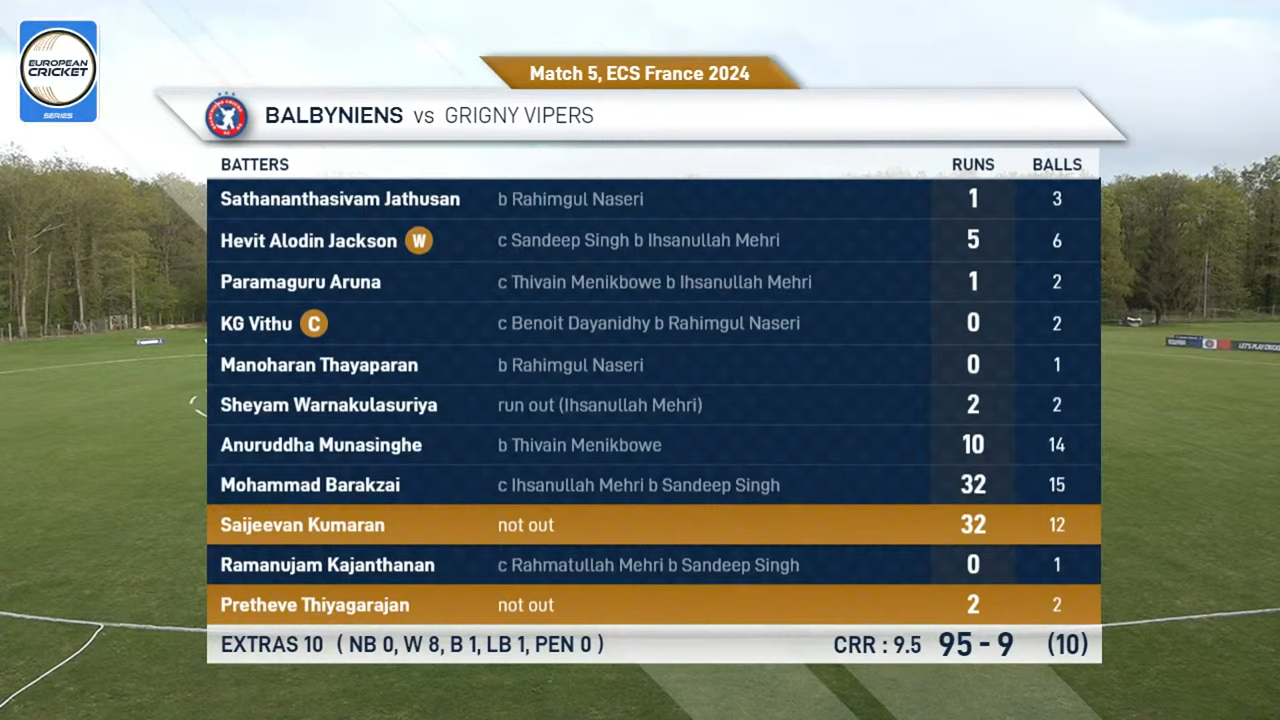 EUROPEAN
CRICKET
SERIES
Match 5, ECS France 2024
BALBYNIENS vs GRIGNY VIPERS
BATTERS RUNS BALLS
Sathananthasivam Jathusan b Rahimgul Naseri 1 3
Hevit Alodin Jackson W c Sandeep Singh b Ihsanullah Mehri 5 6
Paramaguru Aruna c Thivain Menikbowe b Ihsanullah Mehri 1 2
KG Vithu C c Benoit Dayanidhy b Rahimgul Naseri 0 2
Manoharan Thayaparan b Rahimgul Naseri 0 1
Sheyam Warnakulasuriya run out (Ihsanullah Mehri) 2 2
Anuruddha Munasinghe b Thivain Menikbowe 10 14
Mohammad Barakzai c Ihsanullah Mehri b Sandeep Singh 32 15
Saijeevan Kumaran not out 32 12
Ramanujam Kajanthanan c Rahmatullah Mehri b Sandeep Singh 0 1
Pretheve Thiyagarajan not out 2 2
EXTRAS 10 ( NB 0, W 8, B 1, LB 1, PEN 0 ) CRR : 9.5 95 - 9 (10)